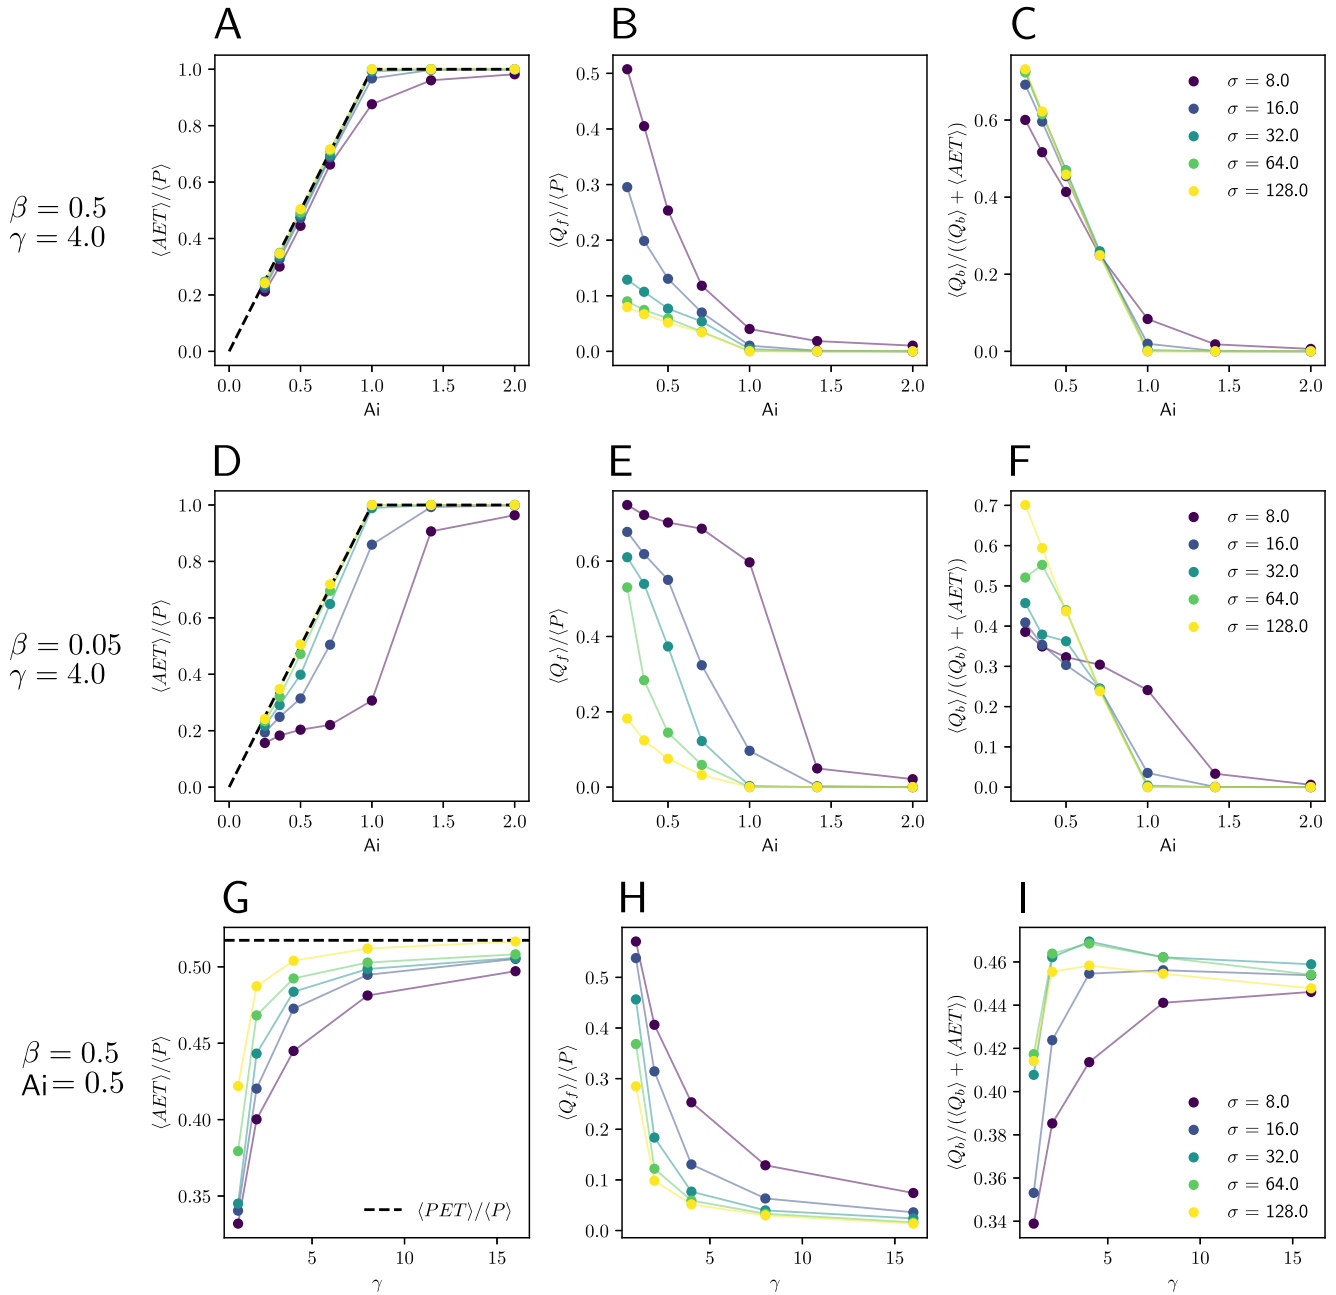 A
B
C
β = 0.5
γ = 4.0
⟨AET⟩/⟨P⟩
1.0
0.8
0.6
0.4
0.2
0.0
0.0 0.5 1.0 1.5 2.0
Ai
⟨Q_f⟩/⟨P⟩
0.5
0.4
0.3
0.2
0.1
0.0
0.5 1.0 1.5 2.0
Ai
⟨Q_b⟩/(⟨Q_b⟩ + ⟨AET⟩)
0.6
0.4
0.2
0.0
0.5 1.0 1.5 2.0
Ai
σ = 8.0
σ = 16.0
σ = 32.0
σ = 64.0
σ = 128.0
D
E
F
β = 0.05
γ = 4.0
⟨AET⟩/⟨P⟩
1.0
0.8
0.6
0.4
0.2
0.0
0.0 0.5 1.0 1.5 2.0
Ai
⟨Q_f⟩/⟨P⟩
0.6
0.4
0.2
0.0
0.5 1.0 1.5 2.0
Ai
⟨Q_b⟩/(⟨Q_b⟩ + ⟨AET⟩)
0.7
0.6
0.5
0.4
0.3
0.2
0.1
0.0
0.5 1.0 1.5 2.0
Ai
σ = 8.0
σ = 16.0
σ = 32.0
σ = 64.0
σ = 128.0
G
H
I
β = 0.5
Ai = 0.5
⟨AET⟩/⟨P⟩
0.50
0.45
0.40
0.35
5 10 15
γ
⟨PET⟩/⟨P⟩
⟨Q_f⟩/⟨P⟩
0.5
0.4
0.3
0.2
0.1
0.0
5 10 15
γ
⟨Q_b⟩/(⟨Q_b⟩ + ⟨AET⟩)
0.46
0.44
0.42
0.40
0.38
0.36
0.34
5 10 15
γ
σ = 8.0
σ = 16.0
σ = 32.0
σ = 64.0
σ = 128.0